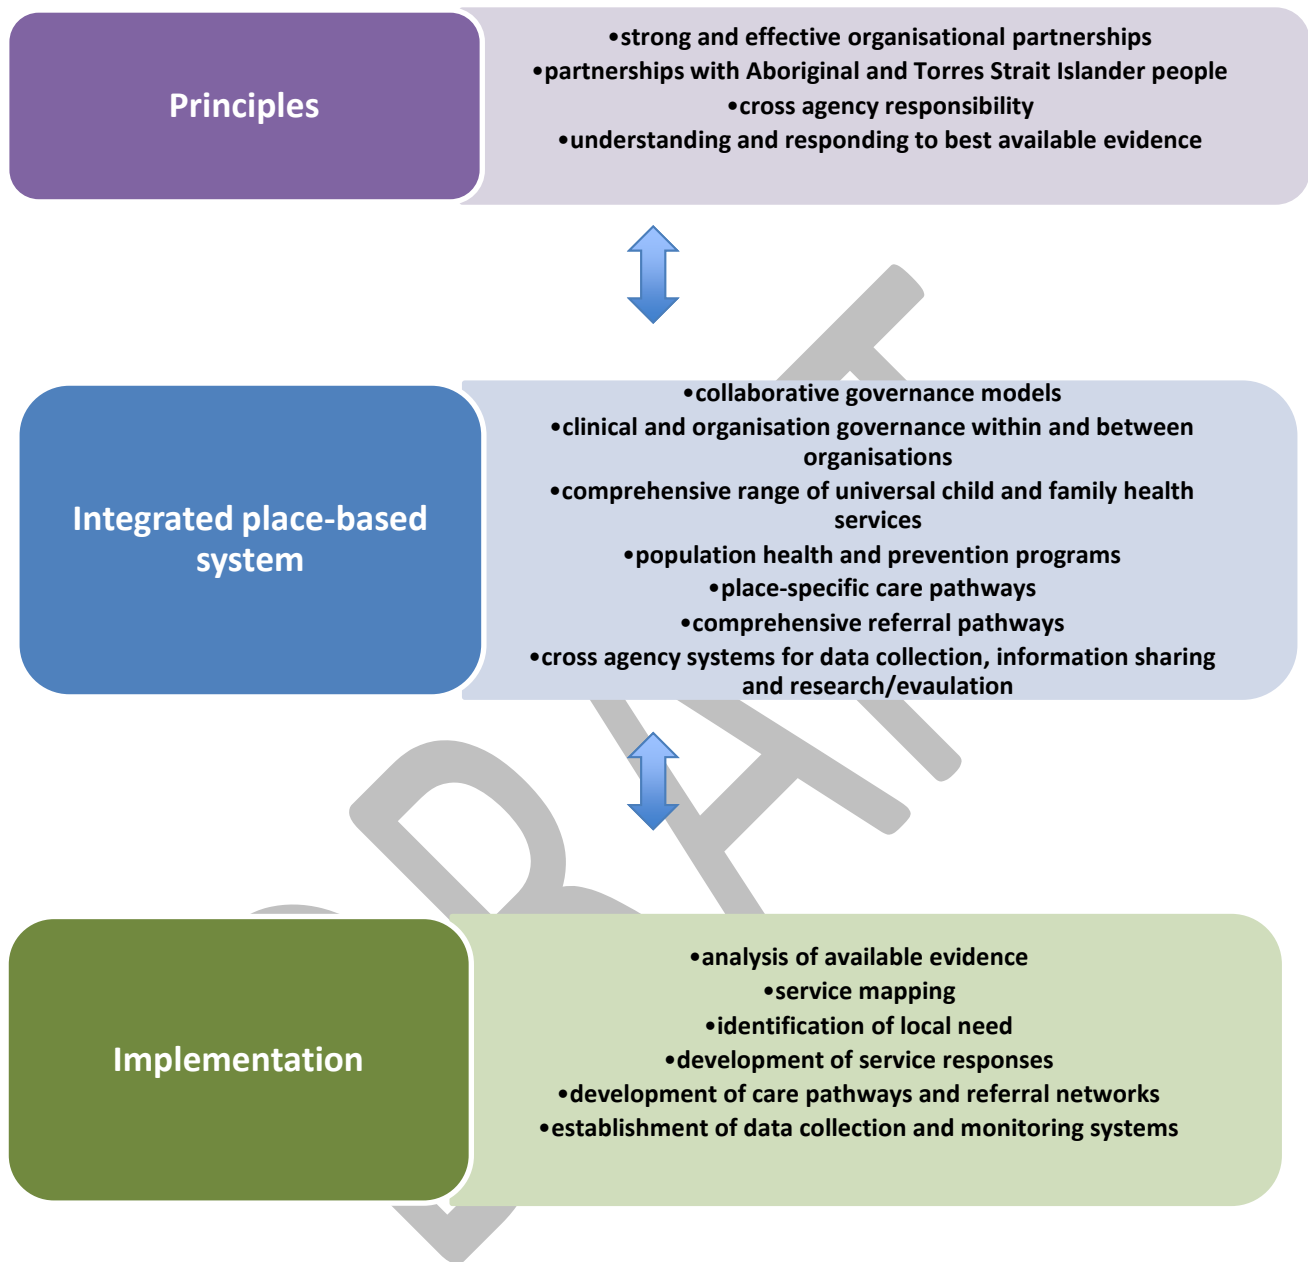 Principles
•strong and effective organisational partnerships
•partnerships with Aboriginal and Torres Strait Islander people
•cross agency responsibility
•understanding and responding to best available evidence
Integrated place-based
system
•collaborative governance models
•clinical and organisation governance within and between
organisations
•comprehensive range of universal child and family health
services
•population health and prevention programs
•place-specific care pathways
•comprehensive referral pathways
•cross agency systems for data collection, information sharing
and research/evaulation
Implementation
•analysis of available evidence
•service mapping
•identification of local need
•development of service responses
•development of care pathways and referral networks
•establishment of data collection and monitoring systems
DRAFT